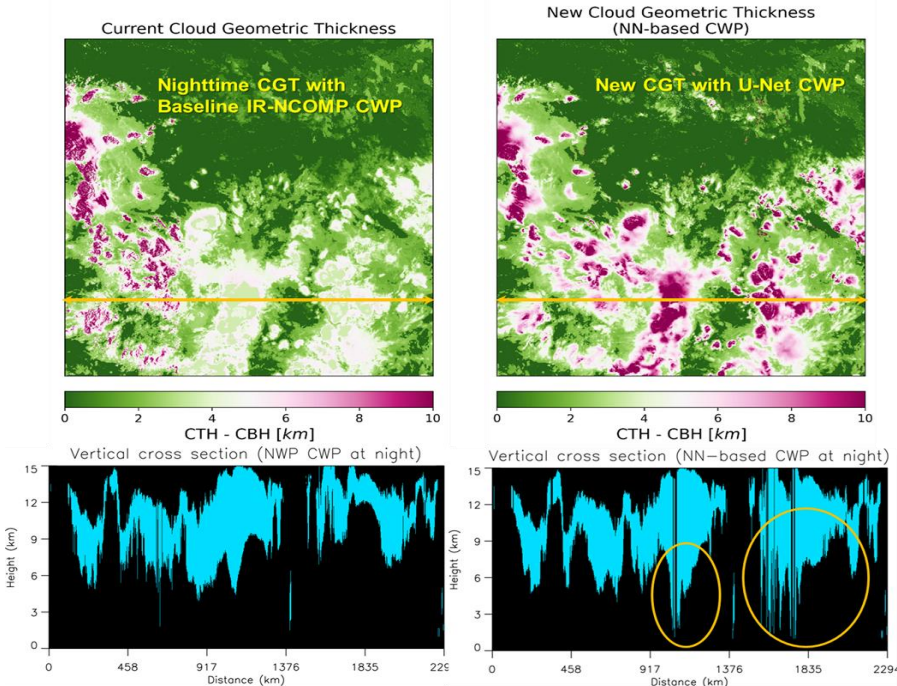 Current Cloud Geometric Thickness
Nighttime CGT with
Baseline IR-NCOMP CWP
0 2 4 6 8 10
CTH - CBH [km]
New Cloud Geometric Thickness
(NN-based CWP)
New CGT with U-Net CWP
0 2 4 6 8 10
CTH - CBH [km]
Vertical cross section (NWP CWP at night)
15
12
9
6
3
0
Height (km)
0 458 917 1376 1835 229
Distance (km)
Vertical cross section (NN-based CWP at night)
15
12
9
6
3
0
Height (km)
0 458 917 1376 1835 2294
Distance (km)